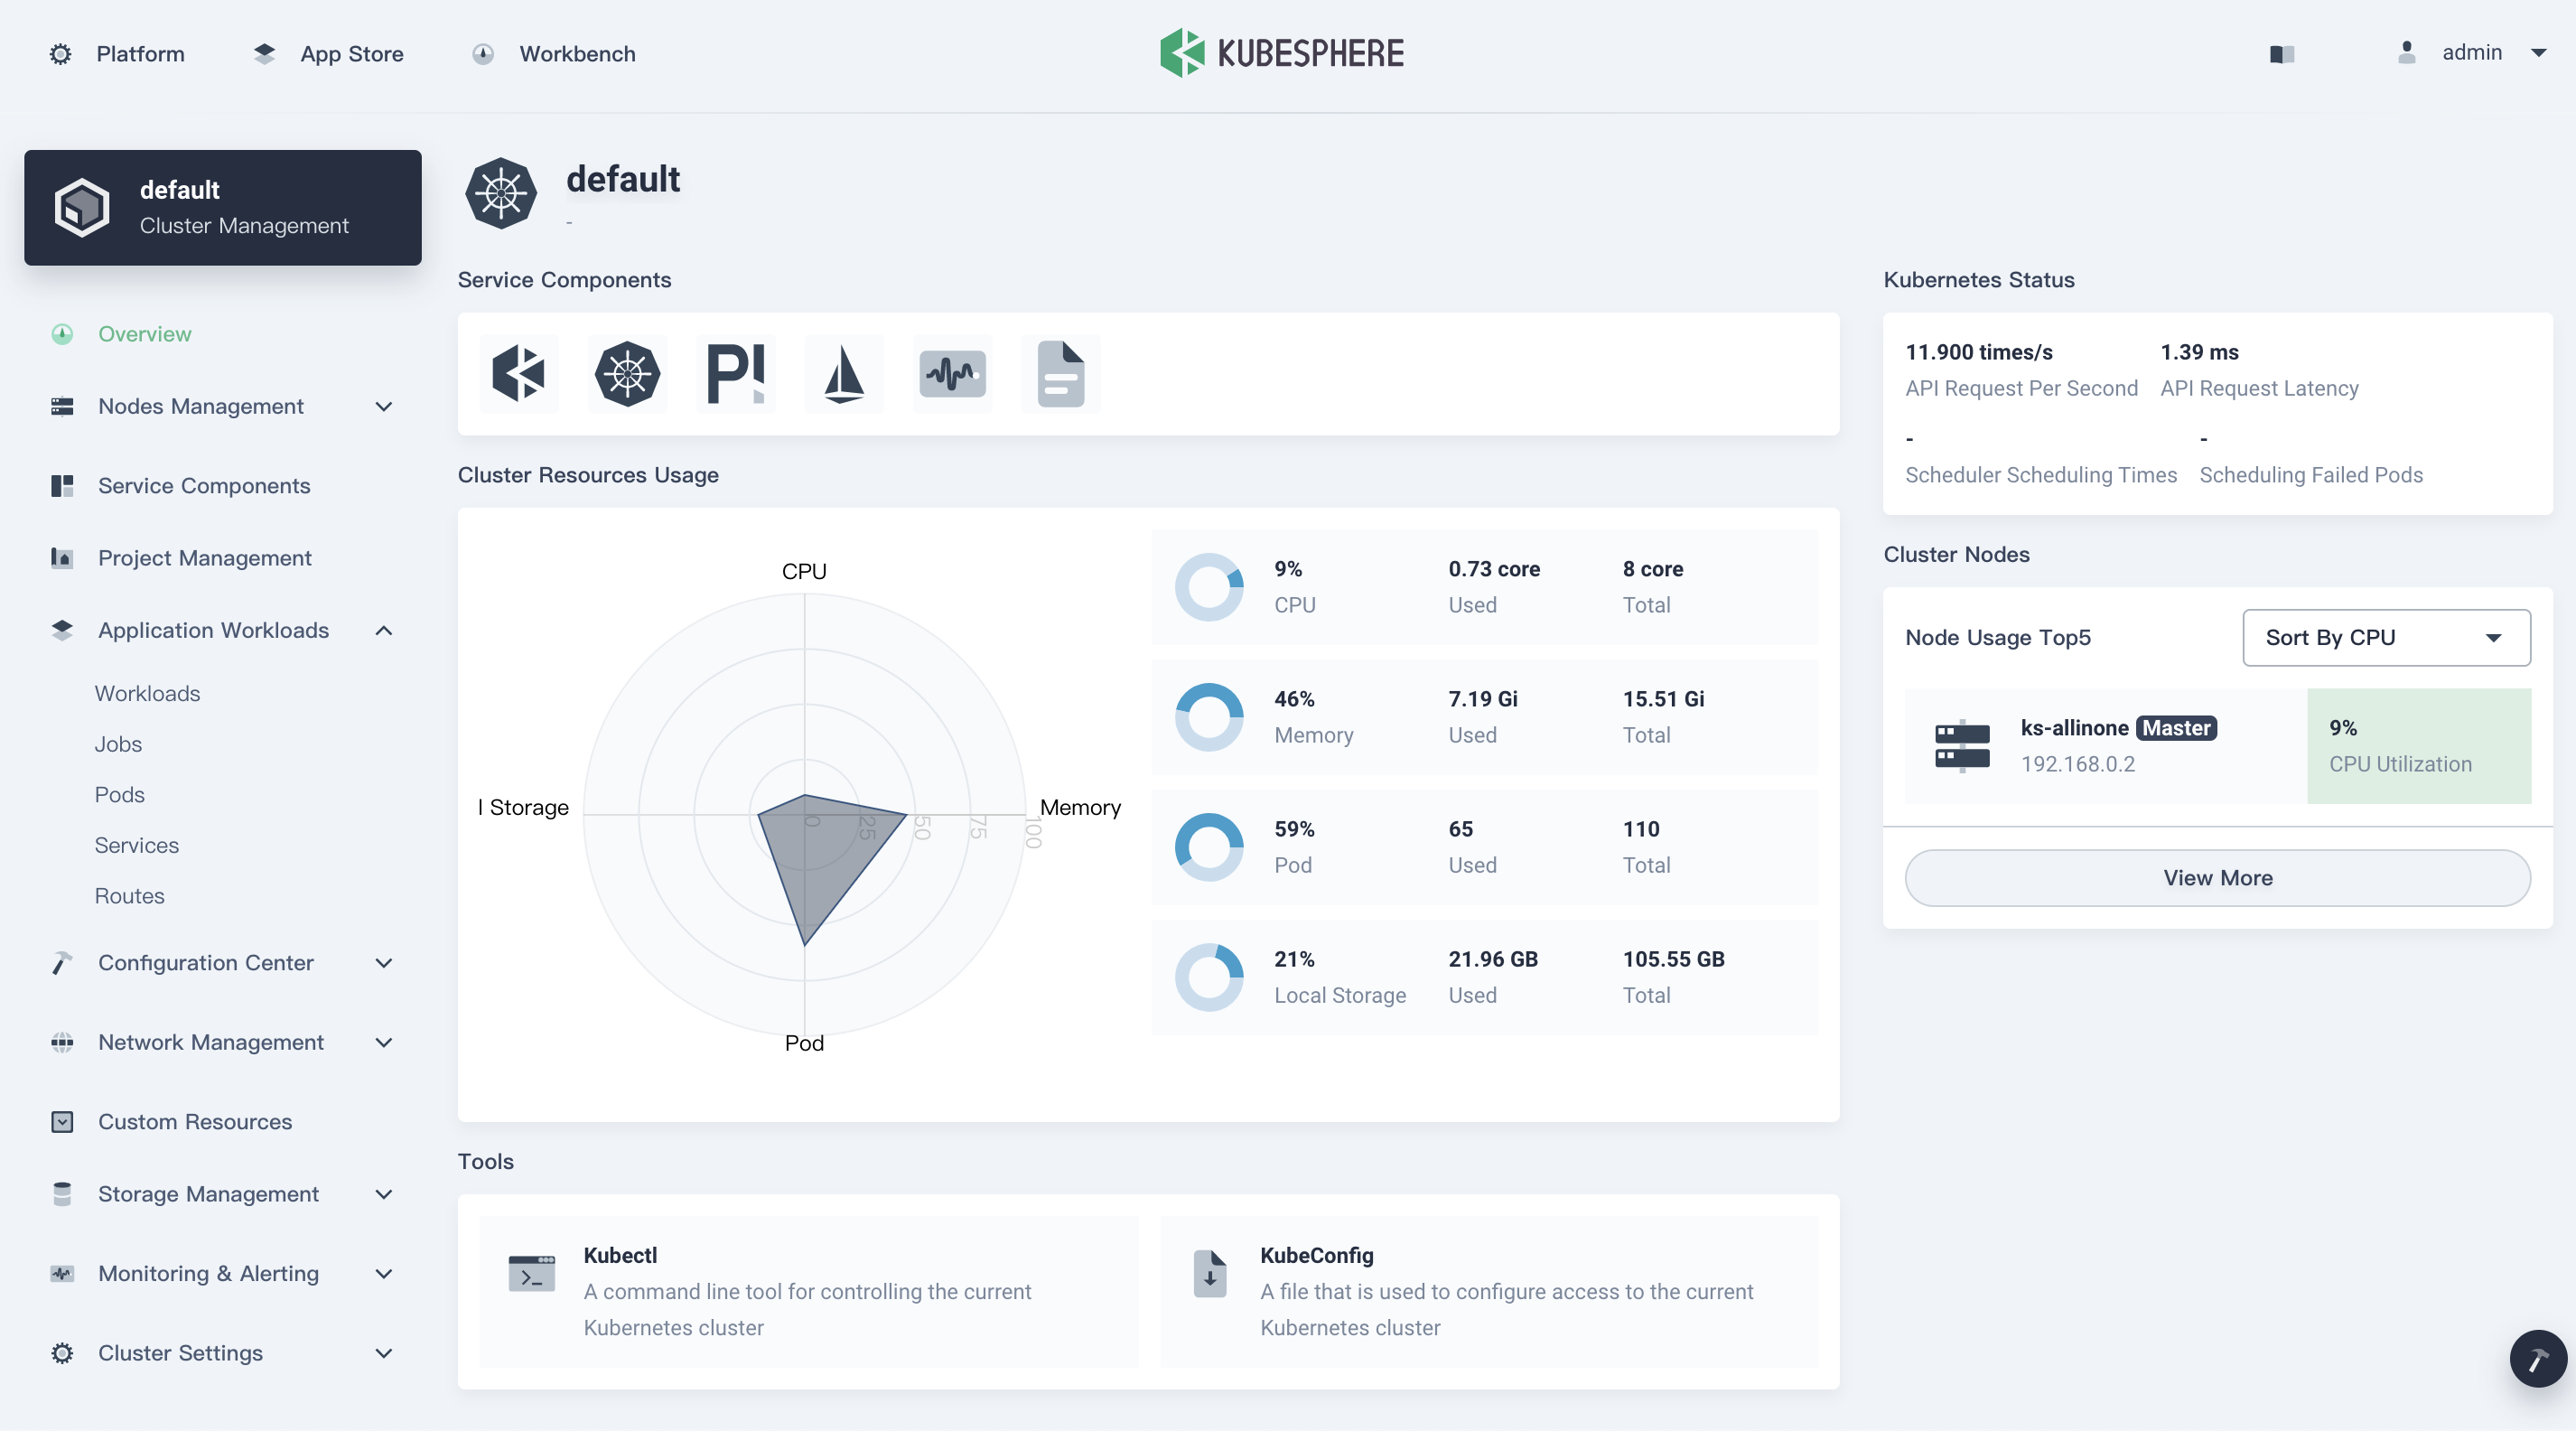 Platform
App Store
Workbench
KUBESPHERE
admin
default
Cluster Management
Overview
Nodes Management
Service Components
Project Management
Application Workloads
Workloads
Jobs
Pods
Services
Routes
Configuration Center
Network Management
Custom Resources
Storage Management
Monitoring & Alerting
Cluster Settings
default
-
Service Components
P
Cluster Resources Usage
CPU
l Storage
Memory
Pod
0
25
50
75
100
9%
CPU
0.73 core
Used
8 core
Total
46%
Memory
7.19 Gi
Used
15.51 Gi
Total
59%
Pod
65
Used
110
Total
21%
Local Storage
21.96 GB
Used
105.55 GB
Total
Tools
Kubectl
A command line tool for controlling the current
Kubernetes cluster
KubeConfig
A file that is used to configure access to the current
Kubernetes cluster
Kubernetes Status
11.900 times/s
API Request Per Second
1.39 ms
API Request Latency
-
Scheduler Scheduling Times
-
Scheduling Failed Pods
Cluster Nodes
Node Usage Top5
Sort By CPU
ks-allinone Master
192.168.0.2
9%
CPU Utilization
View More